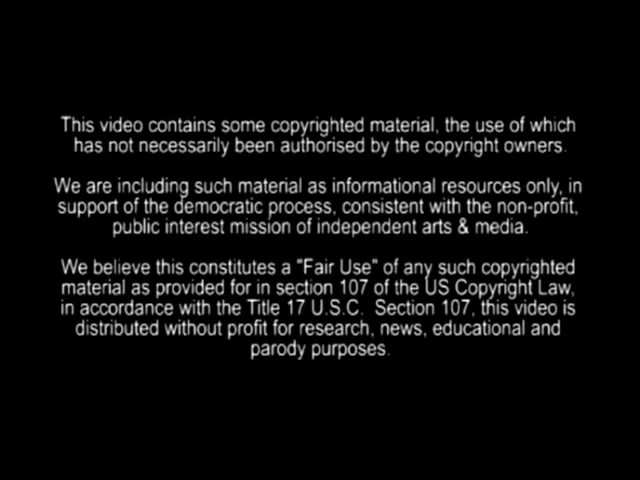 This video contains some copyrighted material, the use of which
has not necessarily been authorised by the copyright owners.
We are including such material as informational resources only, in
support of the democratic process, consistent with the non-profit,
public interest mission of independent arts & media.
We believe this constitutes a "Fair Use" of any such copyrighted
material as provided for in section 107 of the US Copyright Law,
in accordance with the Title 17 U.S.C. Section 107, this video is
distributed without profit for research, news, educational and
parody purposes.